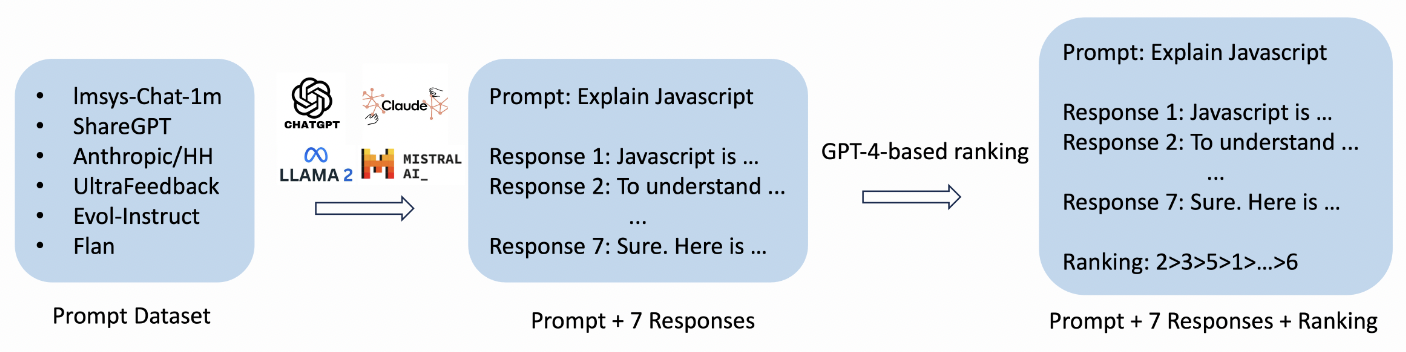 • lmsys-Chat-1m
• ShareGPT
• Anthropic/HH
• UltraFeedback
• Evol-Instruct
• Flan
Prompt Dataset
CHATGPT
Claude
LLAMA 2
MISTRAL
AI_
Prompt: Explain Javascript
Response 1: Javascript is ...
Response 2: To understand ...
...
Response 7: Sure. Here is ...
Prompt + 7 Responses
GPT-4-based ranking
Prompt: Explain Javascript
Response 1: Javascript is ...
Response 2: To understand ...
...
Response 7: Sure. Here is ...
Ranking: 2>3>5>1>...>6
Prompt + 7 Responses + Ranking